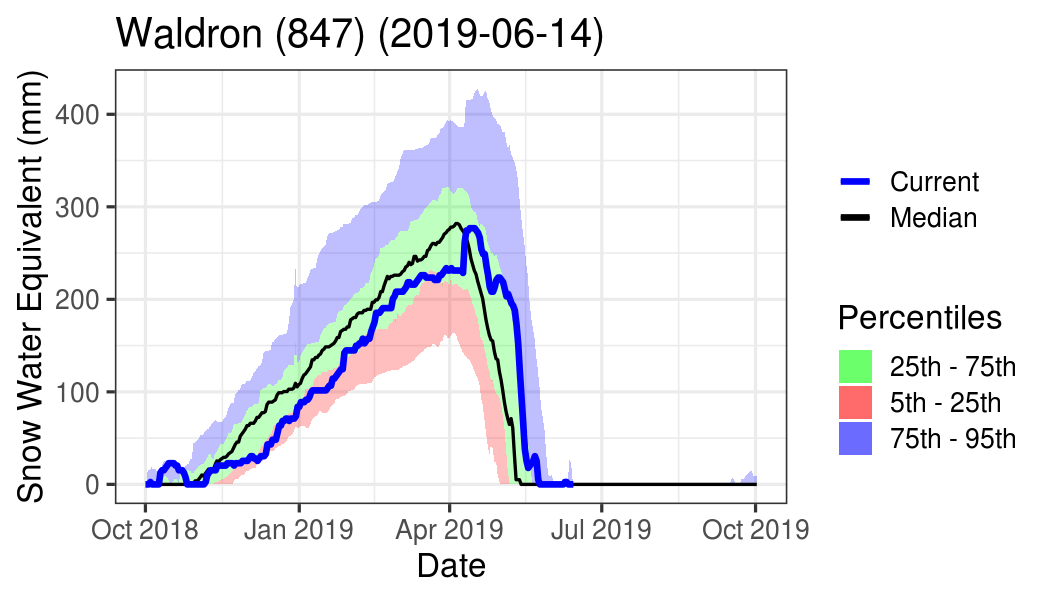 Waldron (847) (2019-06-14)
Snow Water Equivalent (mm)
400
300
200
100
0
Oct 2018
Jan 2019
Apr 2019
Jul 2019
Oct 2019
Date
Current
Median
Percentiles
25th - 75th
5th - 25th
75th - 95th